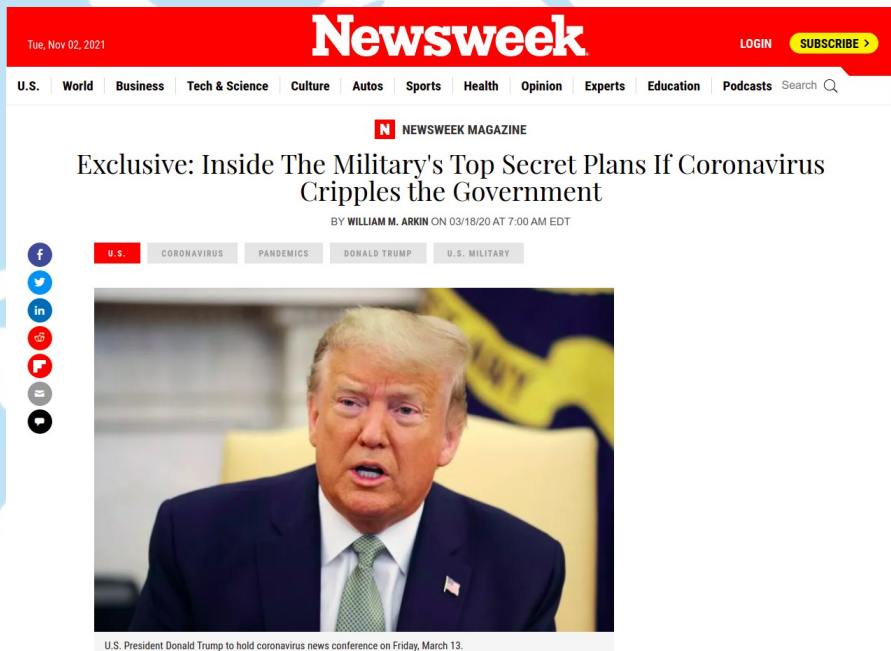 Tue, Nov 02, 2021
Newsweek
LOGIN
SUBSCRIBE >
U.S. World Business Tech & Science Culture Autos Sports Health Opinion Experts Education Podcasts Search
N NEWSWEEK MAGAZINE
Exclusive: Inside The Military's Top Secret Plans If Coronavirus
Cripples the Government
BY WILLIAM M. ARKIN ON 03/18/20 AT 7:00 AM EDT
U.S. CORONAVIRUS PANDEMICS DONALD TRUMP U.S. MILITARY
U.S. President Donald Trump to hold coronavirus news conference on Friday, March 13.